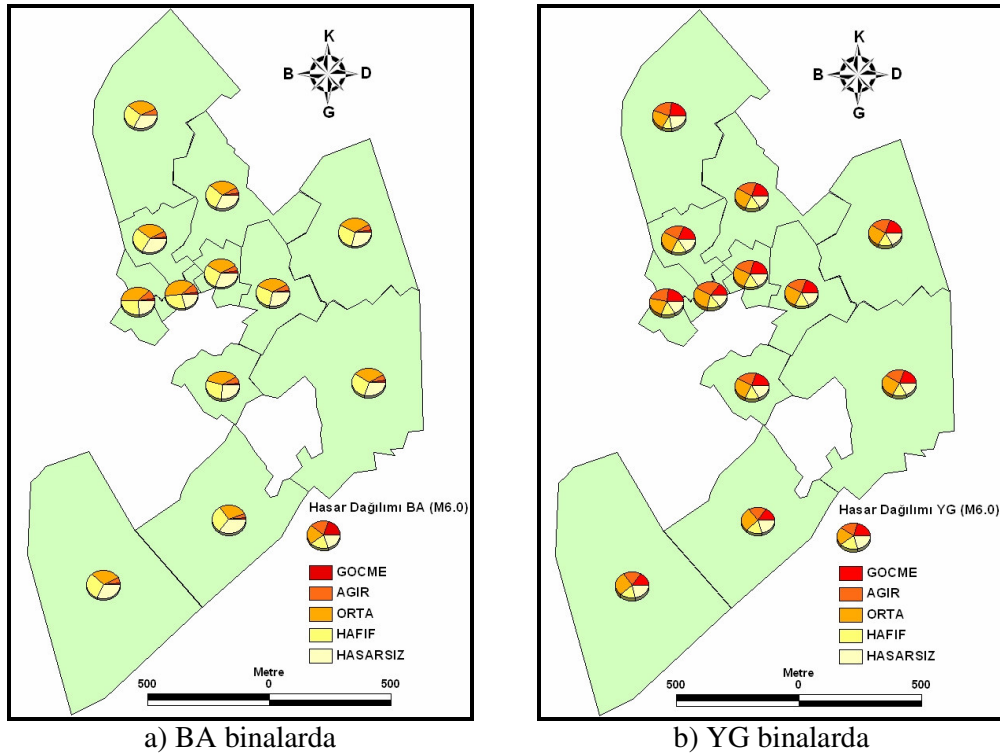 K
B D
G
Hasar Dağılımı BA (M6.0)
GOCME
AGIR
ORTA
HAFIF
HASARSIZ
Metre
500 0 500
a) BA binalarda
K
B D
G
Hasar Dağılımı YG (M6.0)
GOCME
AGIR
ORTA
HAFIF
HASARSIZ
Metre
500 0 500
b) YG binalarda